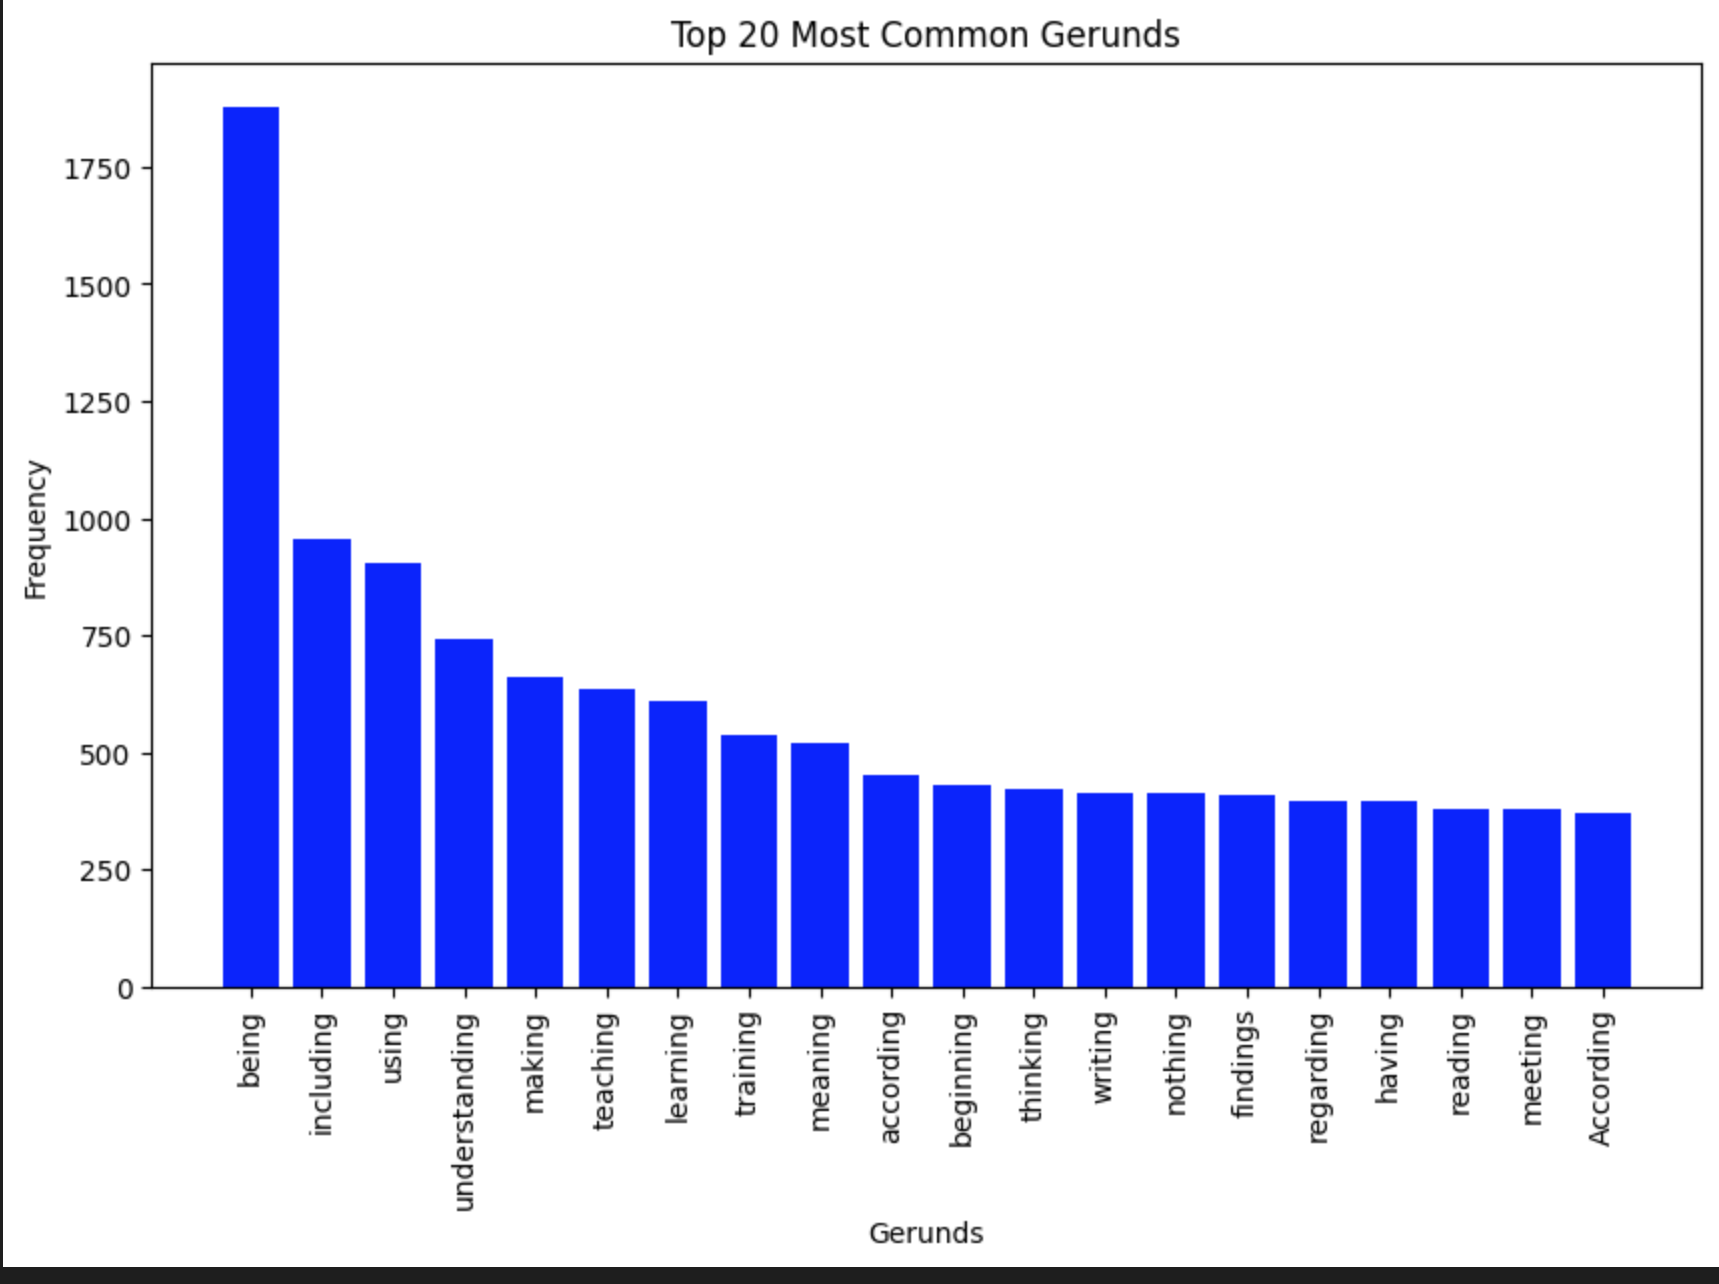 Top 20 Most Common Gerunds
Frequency
1750
1500
1250
1000
750
500
250
0
being
including
using
understanding
making
teaching
learning
training
meaning
according
beginning
thinking
writing
nothing
findings
regarding
having
reading
meeting
According
Gerunds